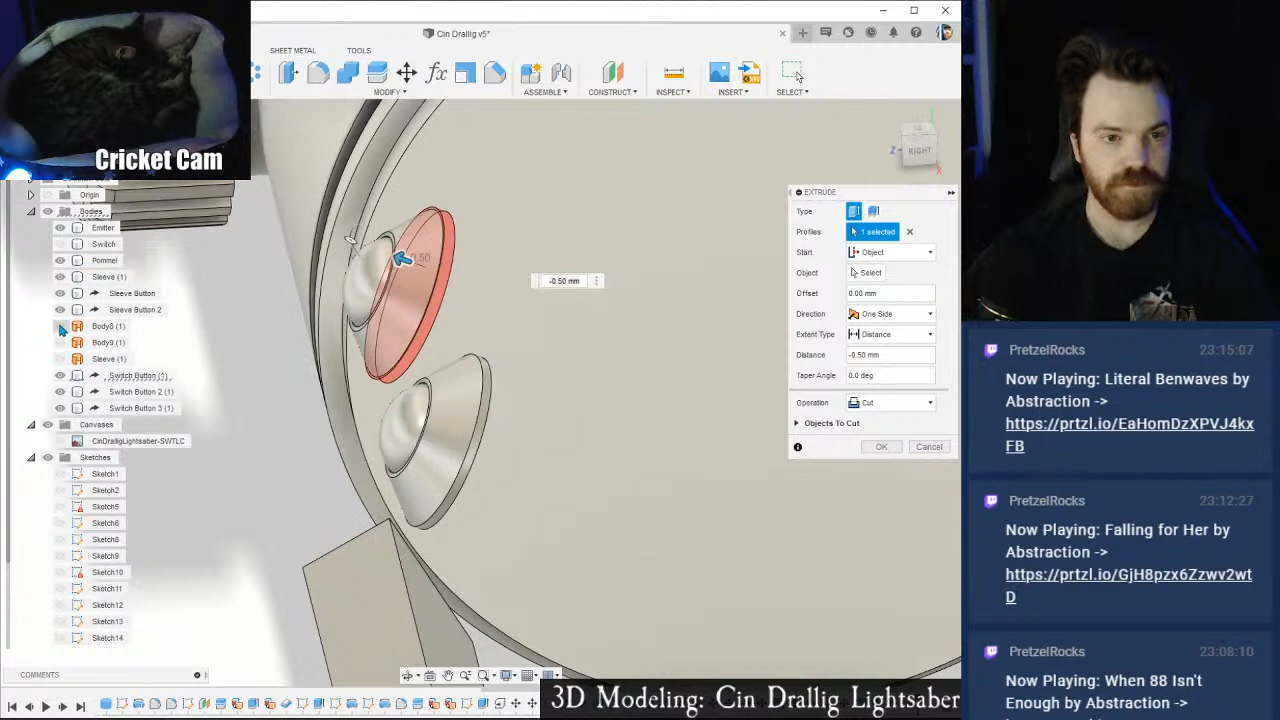 Cin Drallig v5*
SHEET METAL
TOOLS
MODIFY
ASSEMBLE
CONSTRUCT
INSPECT
INSERT
SELECT
Cricket Cam
Origin
Bodies
Emitter
Switch
Pommel
Sleeve (1)
Sleeve Button
Sleeve Button 2
Body8 (1)
Body9 (1)
Sleeve (1)
Switch Button (1)
Switch Button 2 (1)
Switch Button 3 (1)
Canvases
CinDralligLightsaber-SWTLC
Sketches
Sketch1
Sketch2
Sketch5
Sketch6
Sketch8
Sketch9
Sketch10
Sketch11
Sketch12
Sketch13
Sketch14
COMMENTS
0.50
-0.50 mm
RIGHT
Z
X
EXTRUDE
Type
Profiles 1 selected
Start Object
Object Select
Offset 0.00 mm
Direction One Side
Extent Type Distance
Distance -0.50 mm
Taper Angle 0.0 deg
Operation Cut
Objects To Cut
OK Cancel
3D Modeling: Cin Drallig Lightsaber
PretzelRocks 23:15:07
Now Playing: Literal Benwaves by
Abstraction ->
https://prtzl.io/EaHomDzXPVJ4kx
FB
PretzelRocks 23:12:27
Now Playing: Falling for Her by
Abstraction ->
https://prtzl.io/GjH8pzx6Zzwv2wt
D
PretzelRocks 23:08:10
Now Playing: When 88 Isn't
Enough by Abstraction ->